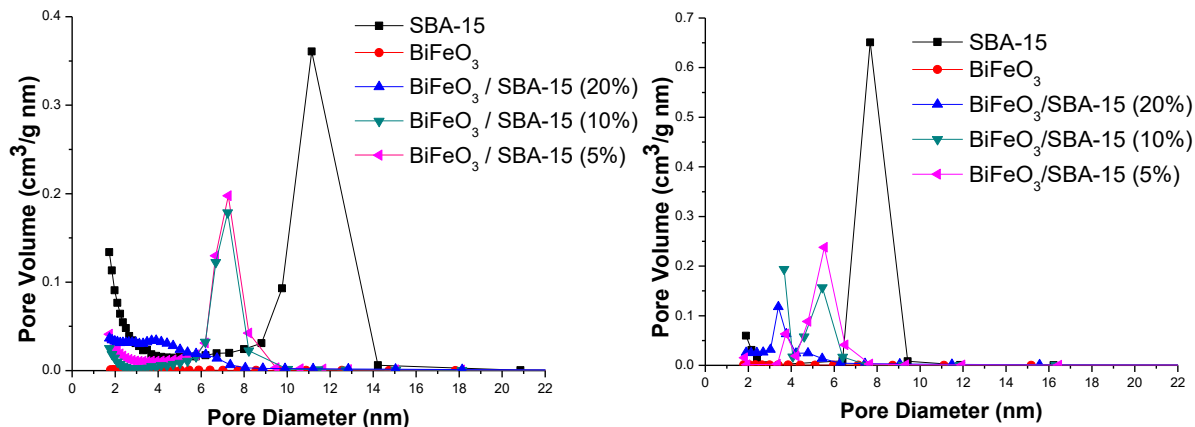 0.4
0.3
0.2
0.1
0.0
Pore Volume (cm³/g nm)
SBA-15
BiFeO₃
BiFeO₃ / SBA-15 (20%)
BiFeO₃ / SBA-15 (10%)
BiFeO₃ / SBA-15 (5%)
0 2 4 6 8 10 12 14 16 18 20 22
Pore Diameter (nm)
0.7
0.6
0.5
0.4
0.3
0.2
0.1
0.0
Pore Volume (cm³/g nm)
SBA-15
BiFeO₃
BiFeO₃/SBA-15 (20%)
BiFeO₃/SBA-15 (10%)
BiFeO₃/SBA-15 (5%)
0 2 4 6 8 10 12 14 16 18 20 22
Pore Diameter (nm)